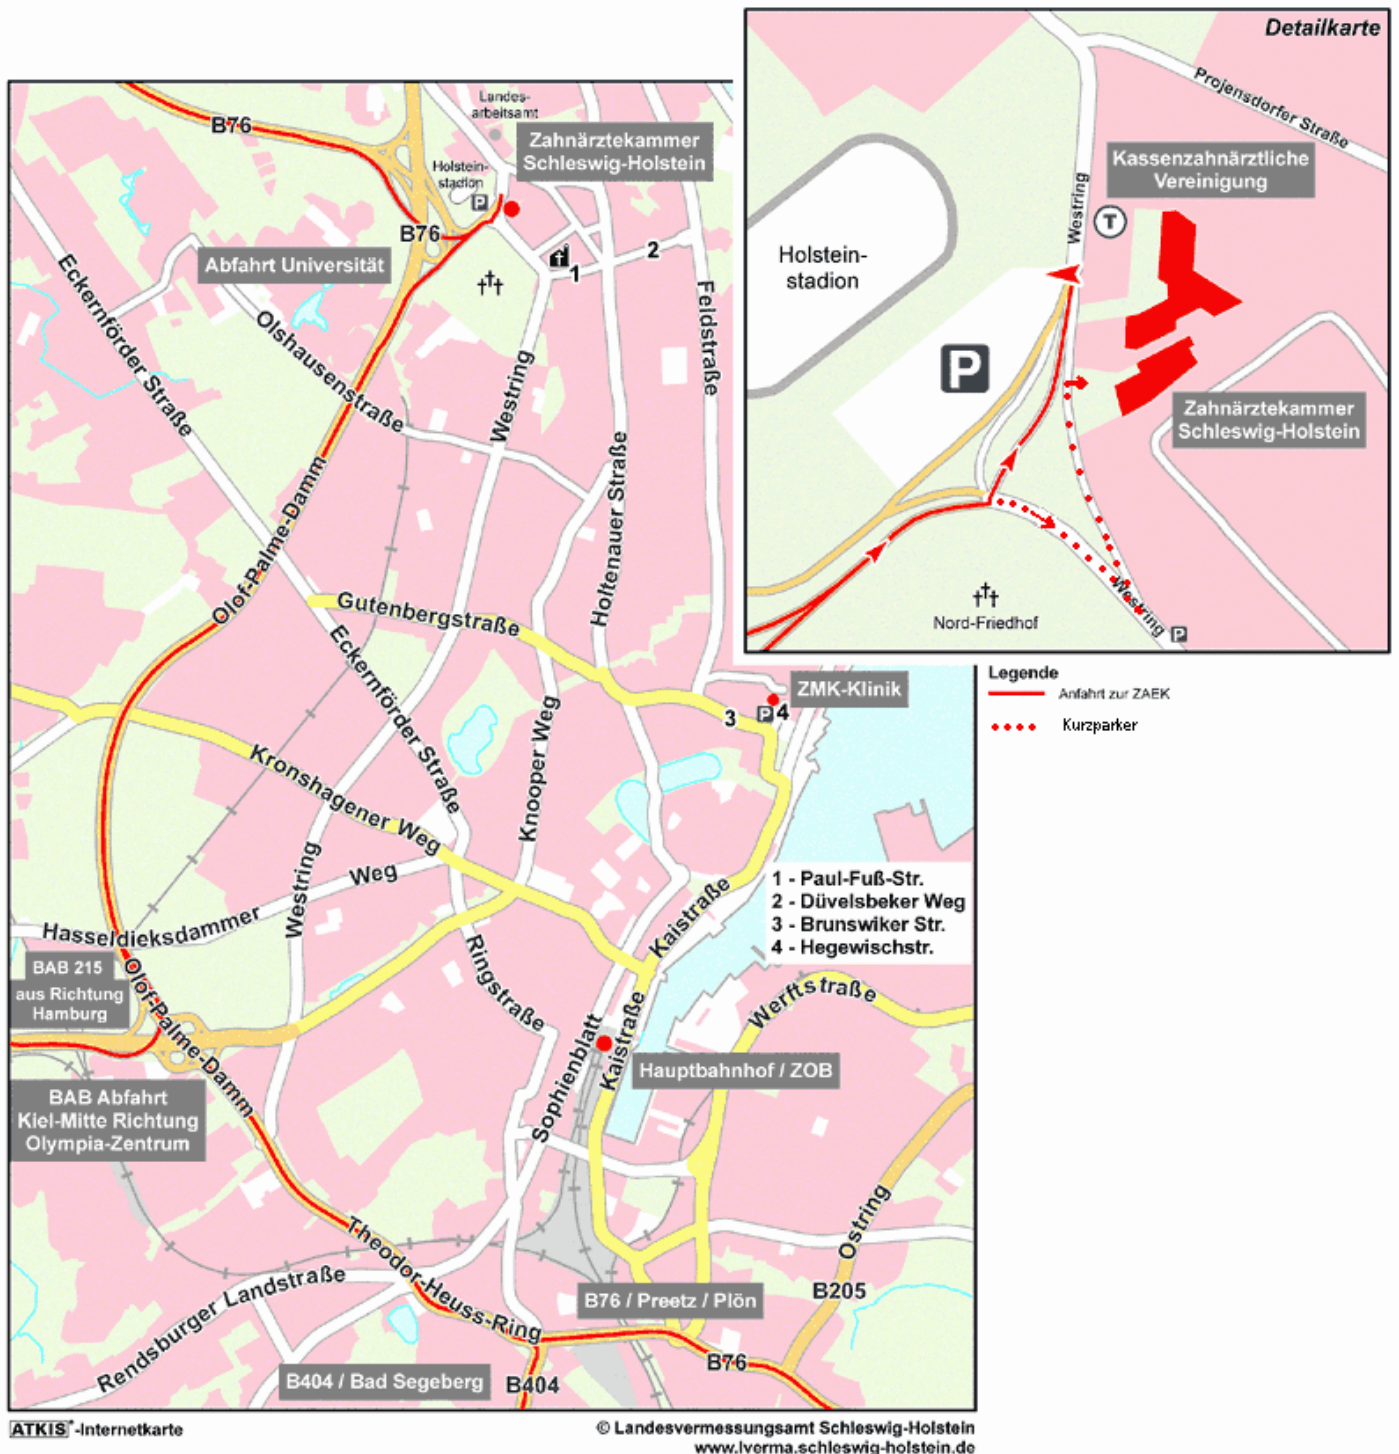 Detailkarte
Projensdorfer Straße
Kassenzahnärztliche
Vereinigung
Westring
T
Holstein-
stadion
P
Zahnärztekammer
Schleswig-Holstein
Westring
P
Nord-Friedhof
Legende
Anfahrt zur ZAEK
Kurzparker
B76
Landes-
arbeitsamt
Zahnärztekammer
Schleswig-Holstein
Holstein-
stadion
P
B76
Abfahrt Universität
1
2
Eckernförder Straße
Olshausenstraße
Westring
Feldstraße
Olof-Palme-Damm
Holtenauer Straße
Gutenbergstraße
Eckernförder Straße
ZMK-Klinik
3
P
4
Knooper Weg
Kronshagener Weg
Westring
Weg
Hasseldieksdammer
Kaistraße
1 - Paul-Fuß-Str.
2 - Düvelsbeker Weg
3 - Brunswiker Str.
4 - Hegewischstr.
BAB 215
aus Richtung
Hamburg
Olof-Palme-Damm
Ringstraße
Werftstraße
Sophienblatt
Kaistraße
Hauptbahnhof / ZOB
BAB Abfahrt
Kiel-Mitte Richtung
Olympia-Zentrum
Theodor-Heuss-Ring
Ostring
Rendsburger Landstraße
B76 / Preetz / Plön
B205
B76
B404 / Bad Segeberg
B404
ATKIS®-Internetkarte
© Landesvermessungsamt Schleswig-Holstein
www.lverma.schleswig-holstein.de